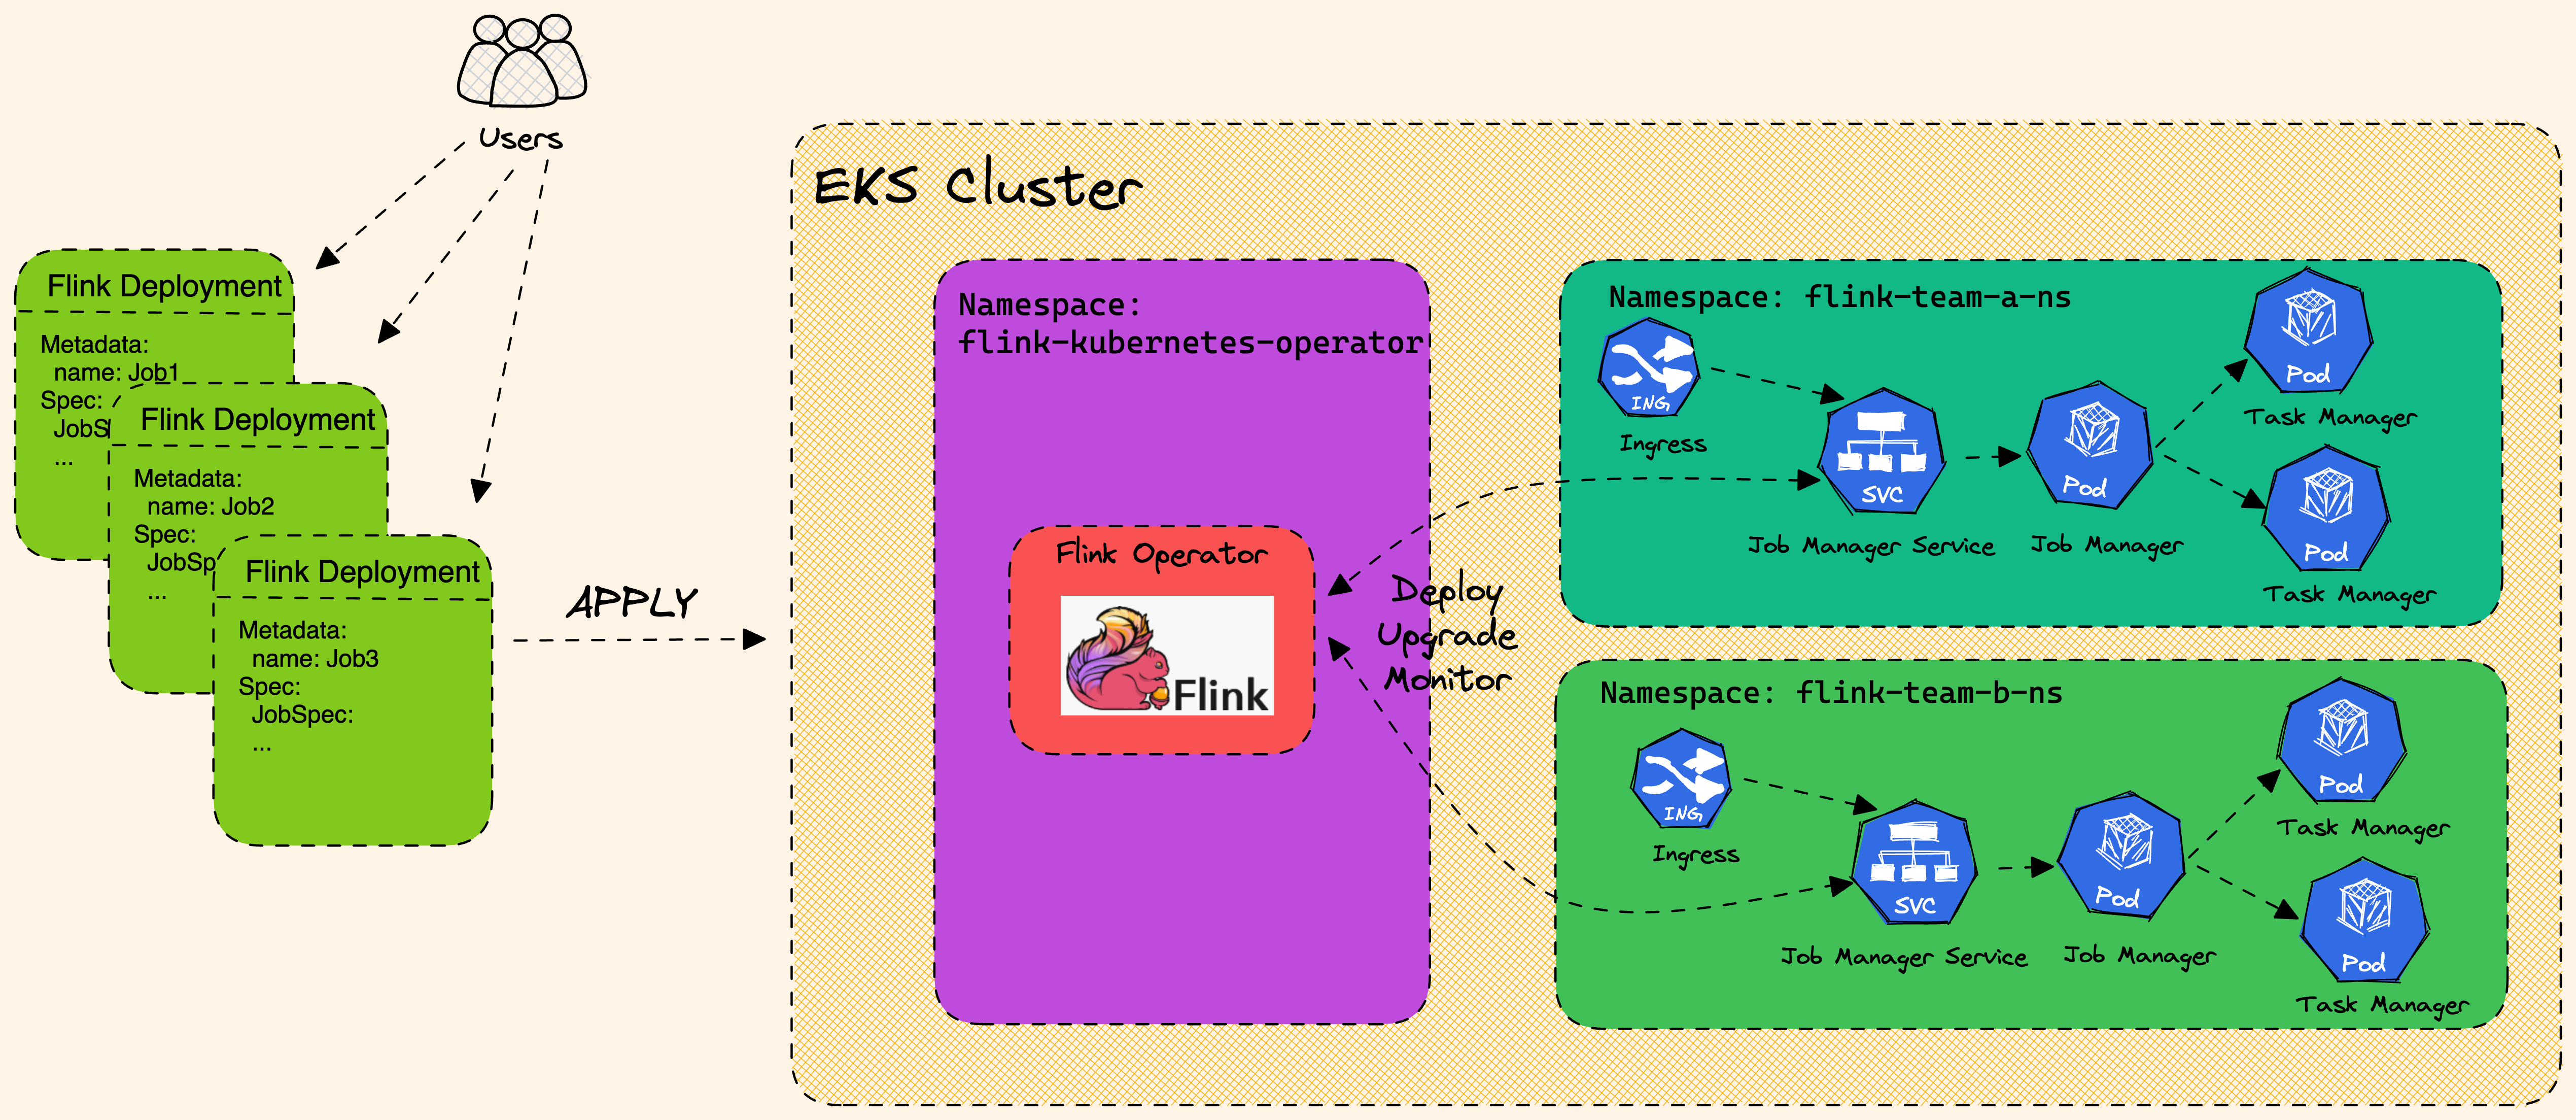 Users
Flink Deployment
Metadata:
name: Job1
Spec:
JobS
...
Flink Deployment
Metadata:
name: Job2
Spec:
JobSp
...
Flink Deployment
Metadata:
name: Job3
Spec:
JobSpec:
...
APPLY
EKS Cluster
Namespace:
flink-kubernetes-operator
Flink Operator
Flink
Deploy
Upgrade
Monitor
Namespace: flink-team-a-ns
ING
Ingress
SVC
Job Manager Service
Pod
Job Manager
Pod
Task Manager
Pod
Task Manager
Namespace: flink-team-b-ns
ING
Ingress
SVC
Job Manager Service
Pod
Job Manager
Pod
Task Manager
Pod
Task Manager